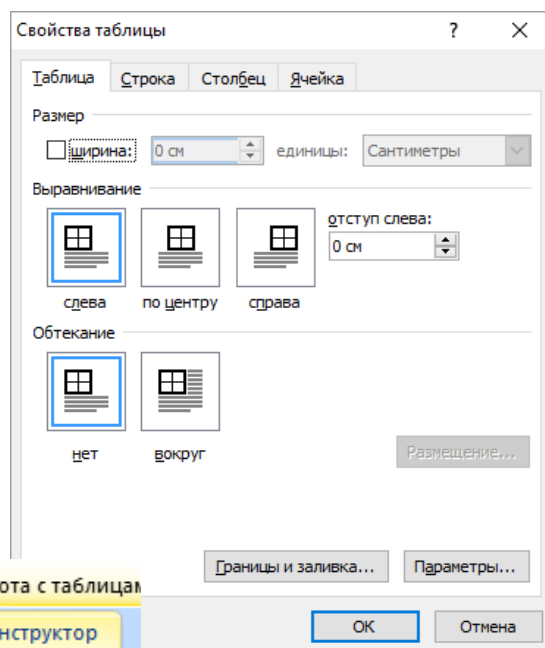 Свойства таблицы ?
Таблица Строка Столбец Ячейка
Размер
ширина: 0 см единицы: Сантиметры
Выравнивание
отступ слева:
0 см
слева по центру справа
Обтекание
нет вокруг
Размещение...
Границы и заливка... Параметры...
ота с таблицам
нструктор
ОК Отмена